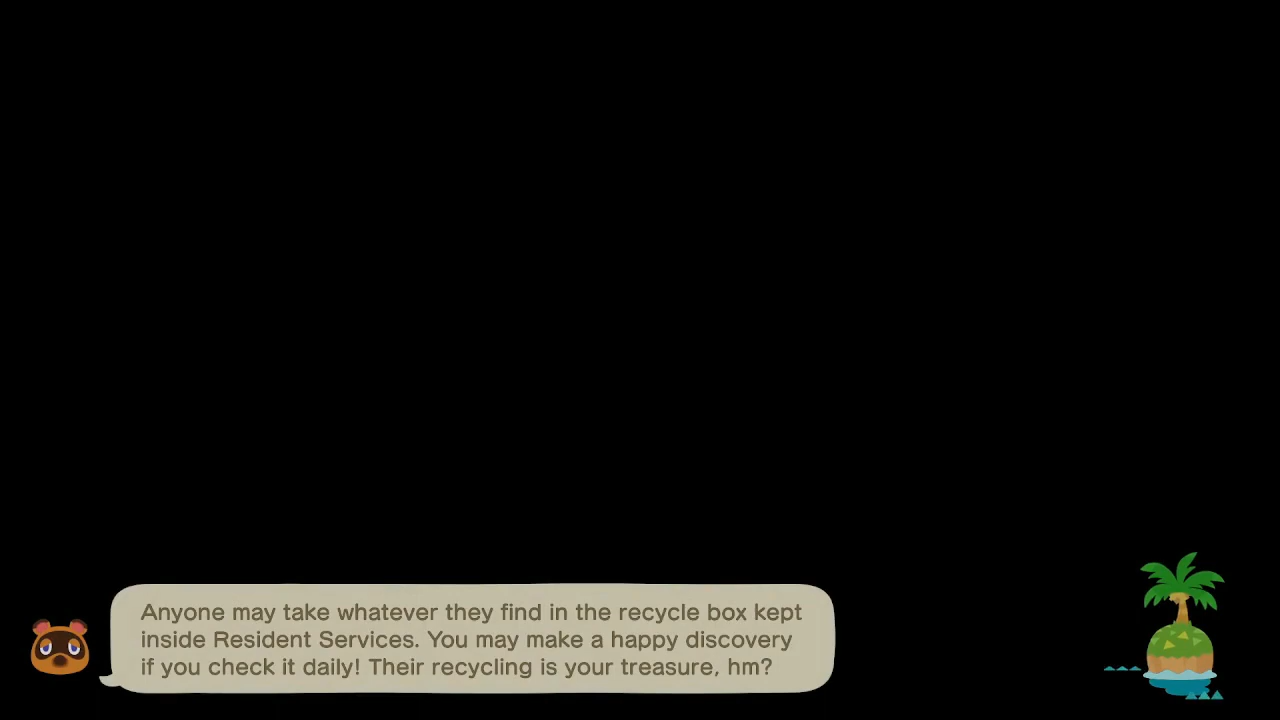 Anyone may take whatever they find in the recycle box kept
inside Resident Services. You may make a happy discovery
if you check it daily! Their recycling is your treasure, hm?